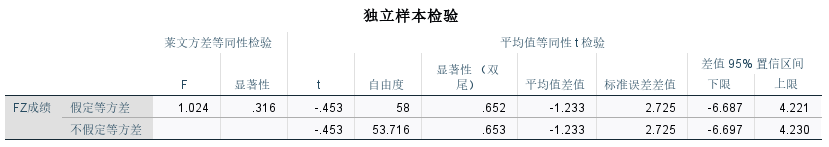 独立样本检验
莱文方差等同性检验 平均值等同性 t 检验
F 显著性 t 自由度 显著性 (双尾) 平均值差值 标准误差差值 差值 95% 置信区间
下限 上限
FZ成绩 假定等方差 1.024 .316 -.453 58 .652 -1.233 2.725 -6.687 4.221
不假定等方差 -.453 53.716 .653 -1.233 2.725 -6.697 4.230